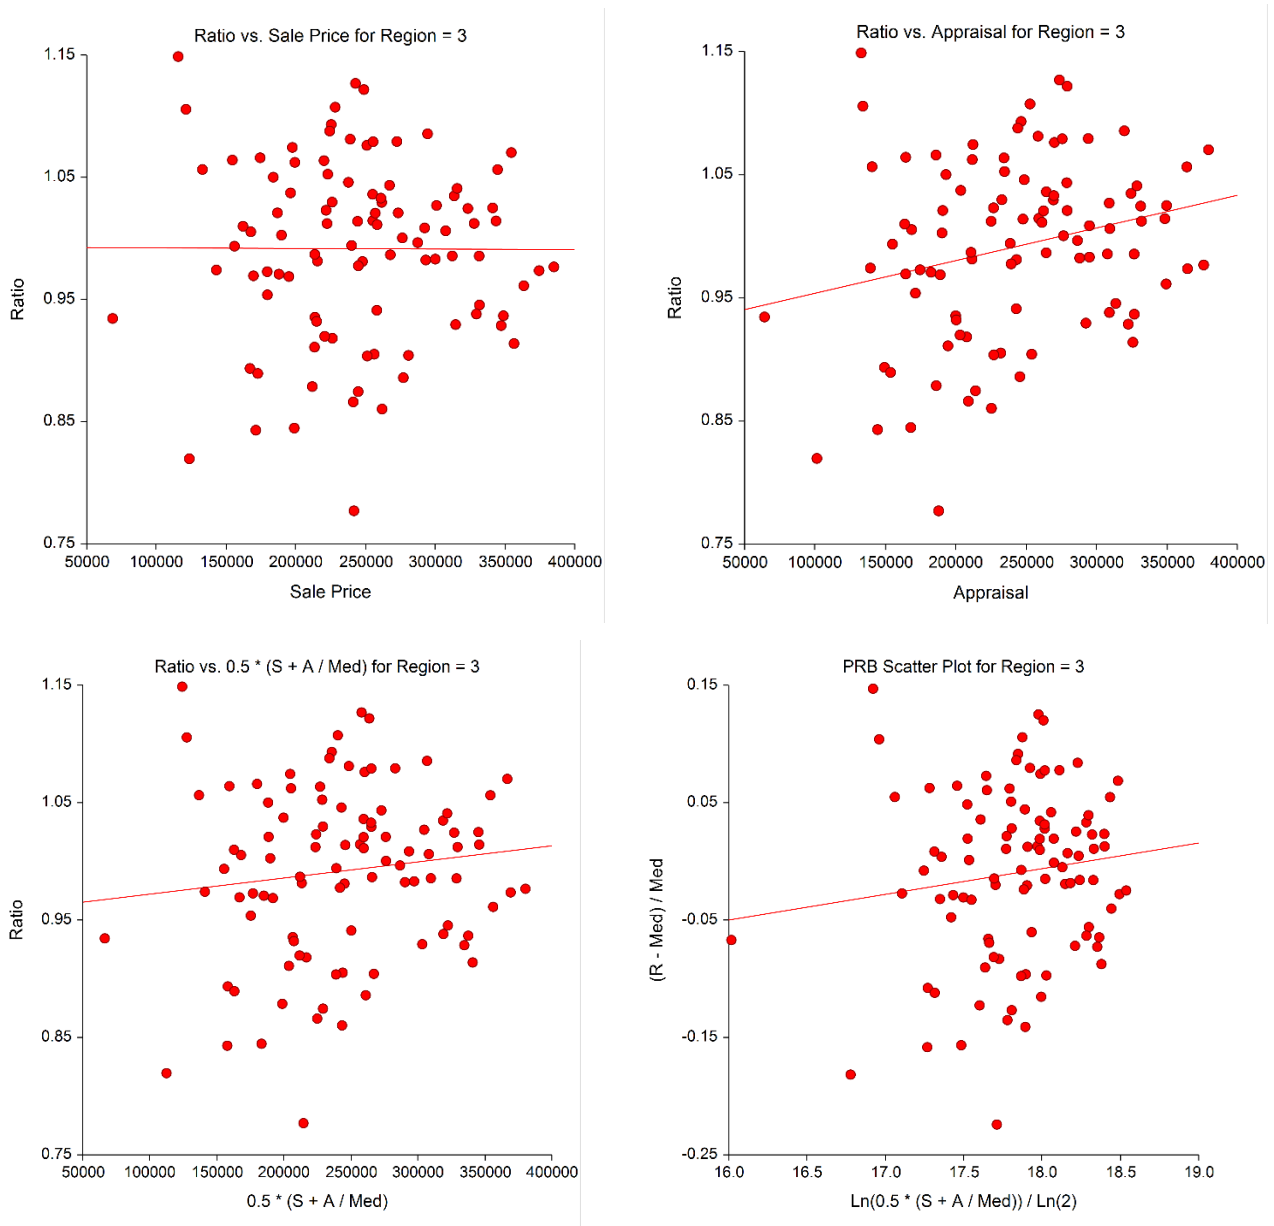 Ratio vs. Sale Price for Region = 3
1.15
1.05
0.95
0.85
0.75
Ratio
50000 100000 150000 200000 250000 300000 350000 400000
Sale Price
Ratio vs. Appraisal for Region = 3
1.15
1.05
0.95
0.85
0.75
Ratio
50000 100000 150000 200000 250000 300000 350000 400000
Appraisal
Ratio vs. 0.5 * (S + A / Med) for Region = 3
1.15
1.05
0.95
0.85
0.75
Ratio
50000 100000 150000 200000 250000 300000 350000 400000
0.5 * (S + A / Med)
PRB Scatter Plot for Region = 3
0.15
0.05
-0.05
-0.15
-0.25
(R - Med) / Med
16.0 16.5 17.0 17.5 18.0 18.5 19.0
Ln(0.5 * (S + A / Med)) / Ln(2)